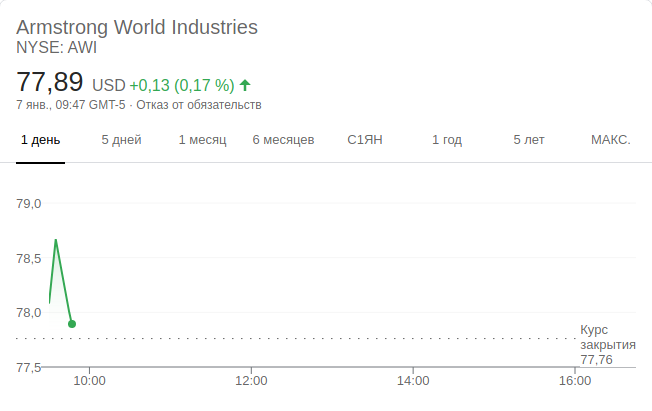 Armstrong World Industries
NYSE: AWI
77,89 USD +0,13 (0,17 %)
7 янв., 09:47 GMT-5 · Отказ от обязательств
1 день 5 дней 1 месяц 6 месяцев С1ЯН 1 год 5 лет МАКС.
79,0
78,5
78,0
Курс
закрытия
77,76
77,5
10:00 12:00 14:00 16:00